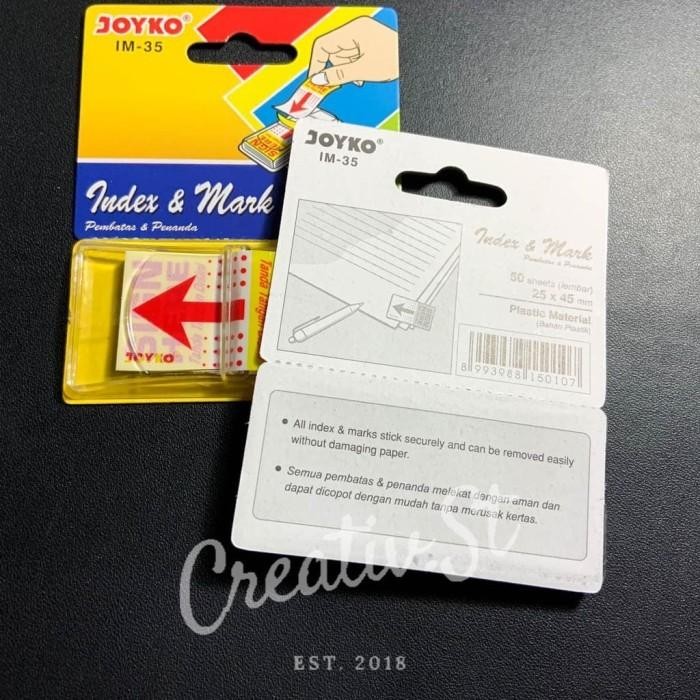 JOYKO®
IM-35
Index & Mark
Pembatas & Penanda
SIGN
JOYKO
Tanda Tangan
JOYKO®
IM-35
Index & Mark
Pembatas & Penanda
50 sheets (lembar)
25 x 45 mm
Plastic Material
(Bahan Plastik)
8 993988 150107
• All index & marks stick securely and can be removed easily
without damaging paper.
• Semua pembatas & penanda melekat dengan aman dan
dapat dicopot dengan mudah tanpa merusak kertas.
CreativSt
EST. 2018